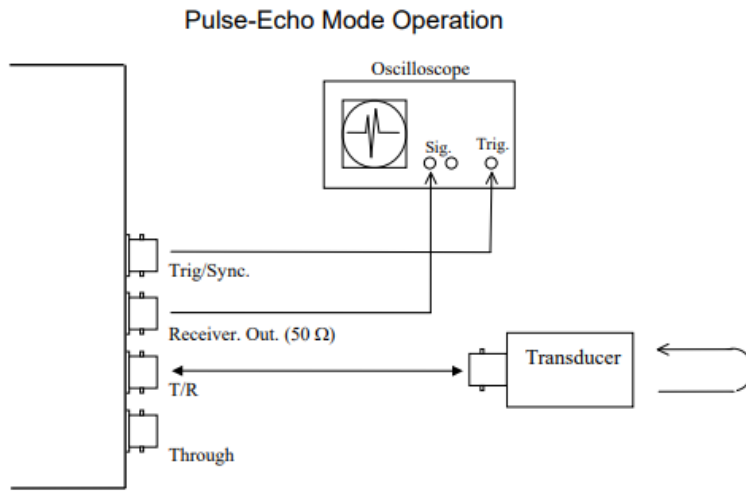 Pulse-Echo Mode Operation
Oscilloscope
Sig.
Trig.
Trig/Sync.
Receiver. Out. (50 Ω)
T/R
Transducer
Through